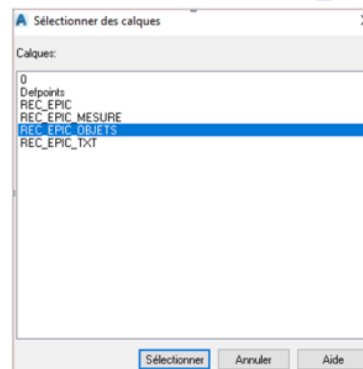 Sélectionner des calques
Calques:
0
Defpoints
REC_EPIC
REC_EPIC_MESURE
REC_EPIC_OBJETS
REC_EPIC_TXT
Sélectionner Annuler Aide